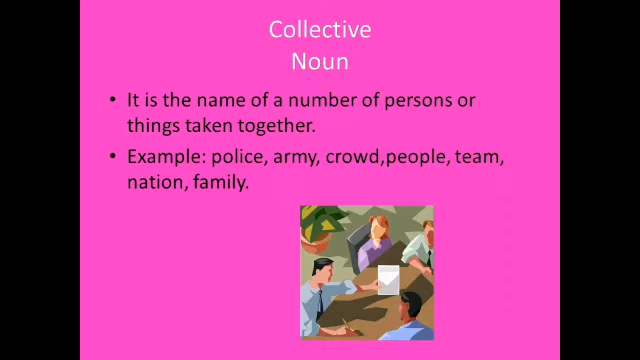 Collective
Noun
• It is the name of a number of persons or
things taken together.
• Example: police, army, crowd,people, team,
nation, family.